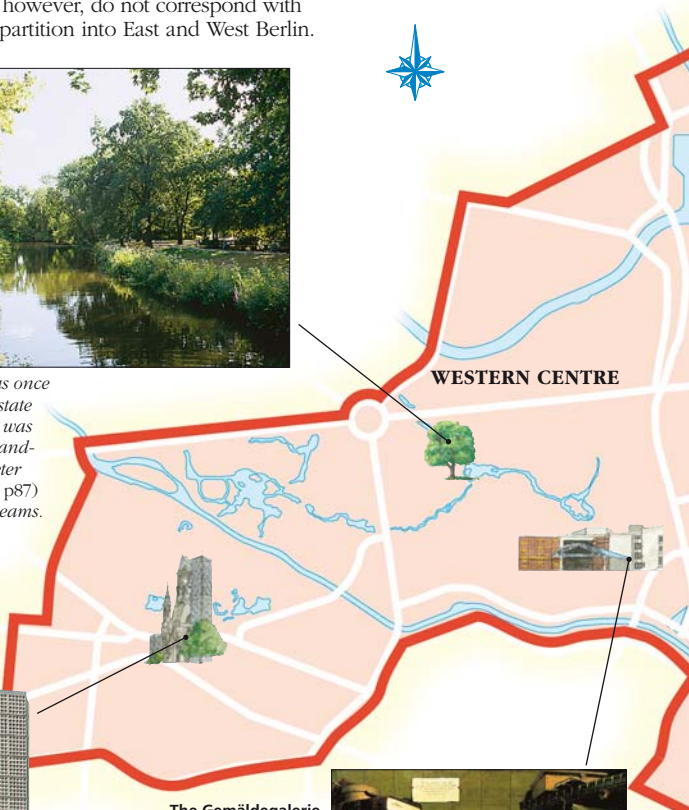 however, do not correspond with
partition into East and West Berlin.
WESTERN CENTRE
s once
state
was
and-
ter
p87)
eams.
The Gemäldegalerie